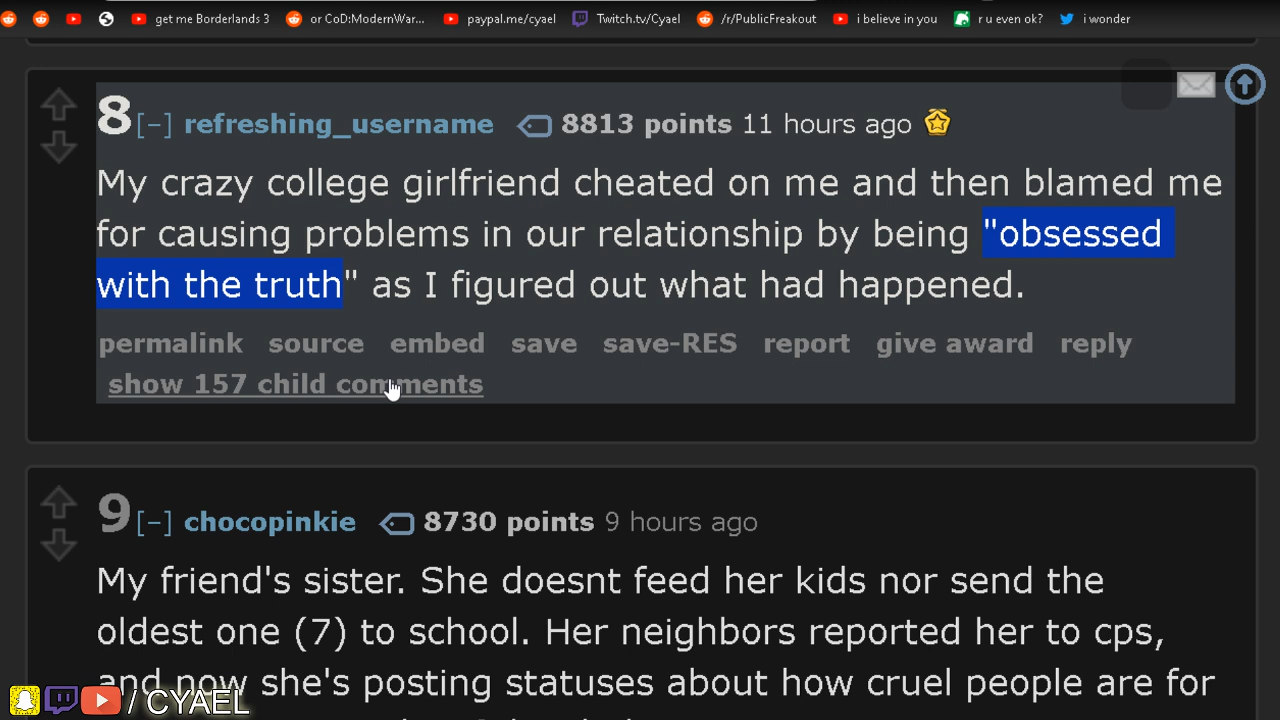 get me Borderlands 3 or CoD:ModernWar... paypal.me/cyael Twitch.tv/Cyael /r/PublicFreakout i believe in you r u even ok? i wonder
8 [–] refreshing_username 8813 points 11 hours ago
My crazy college girlfriend cheated on me and then blamed me
for causing problems in our relationship by being "obsessed
with the truth" as I figured out what had happened.
permalink source embed save save-RES report give award reply
show 157 child comments
9 [–] chocopinkie 8730 points 9 hours ago
My friend's sister. She doesnt feed her kids nor send the
oldest one (7) to school. Her neighbors reported her to cps,
and now she's posting statuses about how cruel people are for
/ CYAEL